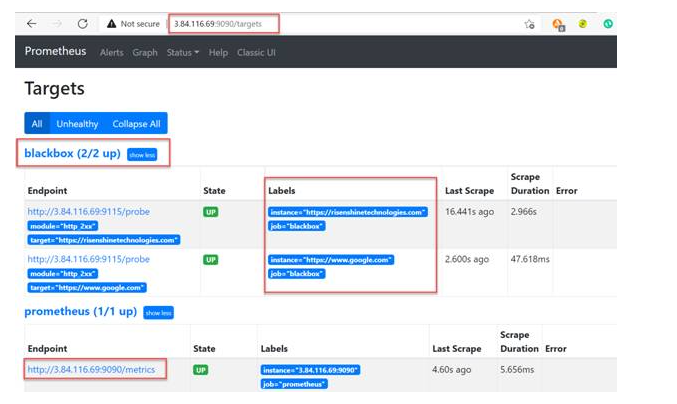 Not secure | 3.84.116.69:9090/targets
Prometheus Alerts Graph Status Help Classic UI
Targets
All Unhealthy Collapse All
blackbox (2/2 up) show less
Endpoint State Labels Last Scrape Scrape Duration Error
http://3.84.116.69:9115/probe UP instance="https://risenshinetechnologies.com" 16.441s ago 2.966s
module="http_2xx" job="blackbox"
target="https://risenshinetechnologies.com"
http://3.84.116.69:9115/probe UP instance="https://www.google.com" 2.600s ago 47.618ms
module="http_2xx" job="blackbox"
target="https://www.google.com"
prometheus (1/1 up) show less
Endpoint State Labels Last Scrape Scrape Duration Error
http://3.84.116.69:9090/metrics UP instance="3.84.116.69:9090" 4.60s ago 5.656ms
job="prometheus"